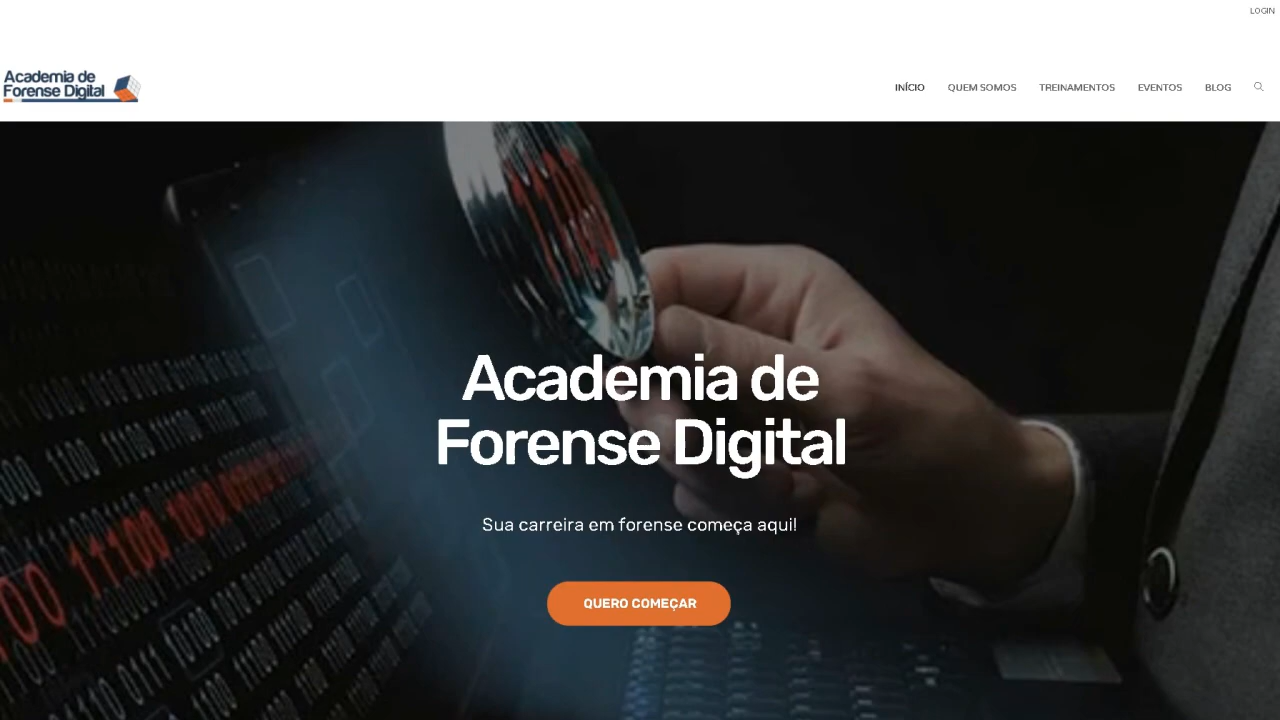 LOGIN
Academia de
Forense Digital
INÍCIO QUEM SOMOS TREINAMENTOS EVENTOS BLOG
Academia de
Forense Digital
Sua carreira em forense começa aqui!
QUERO COMEÇAR